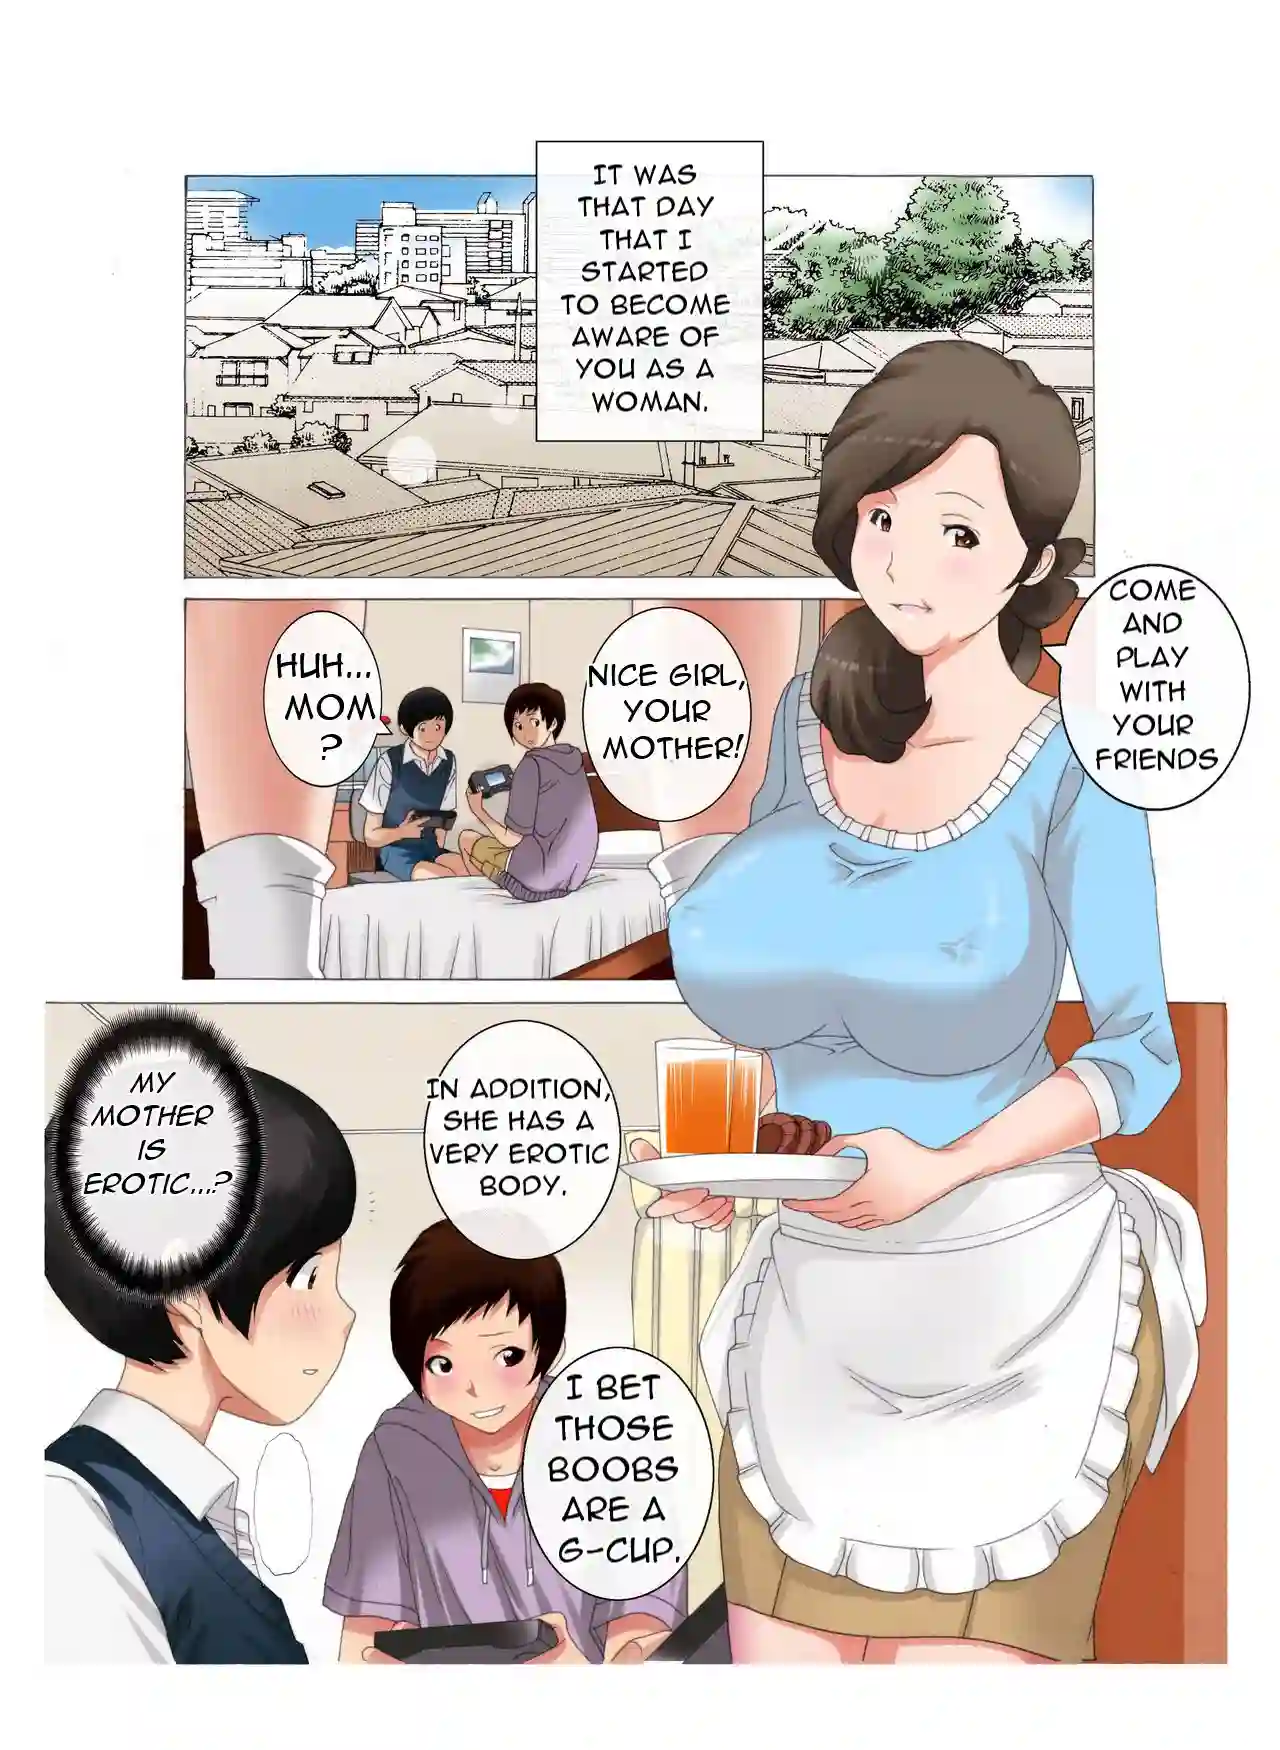 IT WAS
THAT DAY
THAT I
STARTED
TO BECOME
AWARE OF
YOU AS A
WOMAN.
COME
AND
PLAY
WITH
YOUR
FRIENDS
NICE GIRL,
YOUR
MOTHER!
HUH...
MOM
?
IN ADDITION,
SHE HAS A
VERY EROTIC
BODY.
MY
MOTHER
IS
EROTIC...?
I BET
THOSE
BOOBS
ARE A
G-CUP.